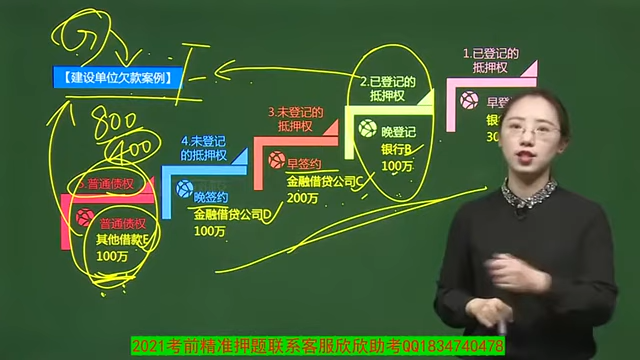 【建设单位欠款案例】
1.已登记的
抵押权
早登记
银
30
2.已登记的
抵押权
晚登记
银行B
100万
3.未登记的
抵押权
早签约
金融借贷公司C
200万
4.未登记
的抵押权
晚签约
金融借贷公司D
100万
5.普通债权
普通债权
其他借款E
100万
800
400
2021考前精准押题联系客服欣欣助考QQ1834740478